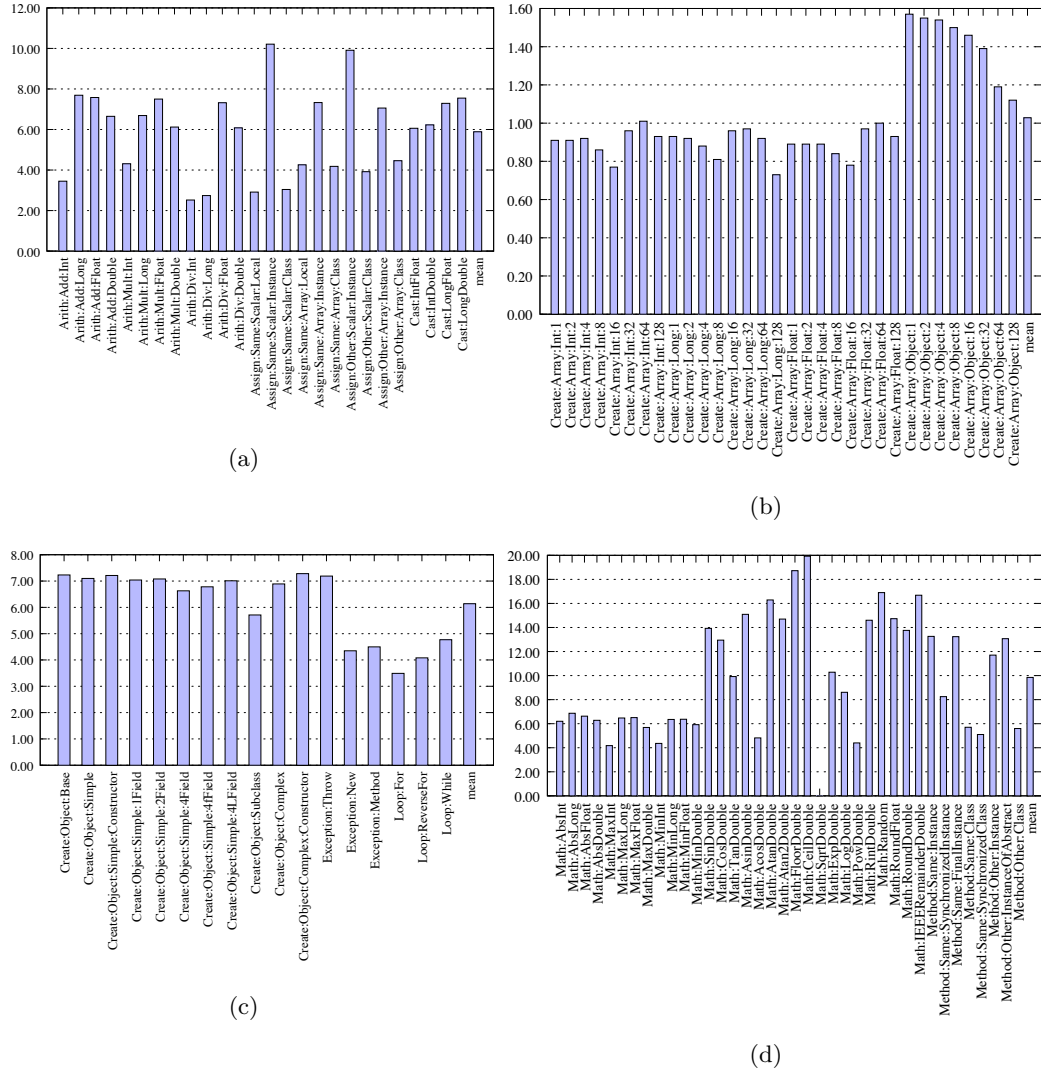 12.00
10.00
8.00
6.00
4.00
2.00
0.00
Arith:Add:Int
Arith:Add:Long
Arith:Add:Float
Arith:Add:Double
Arith:Mult:Int
Arith:Mult:Long
Arith:Mult:Float
Arith:Mult:Double
Arith:Div:Int
Arith:Div:Long
Arith:Div:Float
Arith:Div:Double
Assign:Same:Scalar:Local
Assign:Same:Scalar:Instance
Assign:Same:Scalar:Class
Assign:Same:Array:Local
Assign:Same:Array:Instance
Assign:Same:Array:Class
Assign:Other:Scalar:Instance
Assign:Other:Scalar:Class
Assign:Other:Array:Instance
Assign:Other:Array:Class
Cast:IntFloat
Cast:IntDouble
Cast:LongFloat
Cast:LongDouble
mean
(a)
1.60
1.40
1.20
1.00
0.80
0.60
0.40
0.20
0.00
Create:Array:Int:1
Create:Array:Int:2
Create:Array:Int:4
Create:Array:Int:8
Create:Array:Int:16
Create:Array:Int:32
Create:Array:Int:64
Create:Array:Int:128
Create:Array:Long:1
Create:Array:Long:2
Create:Array:Long:4
Create:Array:Long:8
Create:Array:Long:16
Create:Array:Long:32
Create:Array:Long:64
Create:Array:Long:128
Create:Array:Float:1
Create:Array:Float:2
Create:Array:Float:4
Create:Array:Float:8
Create:Array:Float:16
Create:Array:Float:32
Create:Array:Float:64
Create:Array:Float:128
Create:Array:Object:1
Create:Array:Object:2
Create:Array:Object:4
Create:Array:Object:8
Create:Array:Object:16
Create:Array:Object:32
Create:Array:Object:64
Create:Array:Object:128
mean
(b)
8.00
7.00
6.00
5.00
4.00
3.00
2.00
1.00
0.00
Create:Object:Base
Create:Object:Simple
Create:Object:Simple:Constructor
Create:Object:Simple:1Field
Create:Object:Simple:2Field
Create:Object:Simple:4Field
Create:Object:Simple:4fField
Create:Object:Simple:4LField
Create:Object:Subclass
Create:Object:Complex
Create:Object:Complex:Constructor
Exception:Throw
Exception:New
Exception:Method
Loop:For
Loop:ReverseFor
Loop:While
mean
(c)
20.00
18.00
16.00
14.00
12.00
10.00
8.00
6.00
4.00
2.00
0.00
Math:AbsInt
Math:AbsLong
Math:AbsFloat
Math:AbsDouble
Math:MaxInt
Math:MaxLong
Math:MaxFloat
Math:MaxDouble
Math:MinInt
Math:MinLong
Math:MinFloat
Math:MinDouble
Math:SinDouble
Math:CosDouble
Math:TanDouble
Math:AsinDouble
Math:AcosDouble
Math:AtanDouble
Math:Atan2Double
Math:FloorDouble
Math:CeilDouble
Math:SqrtDouble
Math:ExpDouble
Math:LogDouble
Math:PowDouble
Math:RintDouble
Math:Random
Math:RoundFloat
Math:RoundDouble
Math:IEEERemainderDouble
Method:Same:Instance
Method:Same:SynchronizedInstance
Method:Same:FinalInstance
Method:Same:Class
Method:Same:SynchronizedClass
Method:Other:Instance
Method:Other:InstanceOfAbstract
Method:Other:Class
mean
(d)